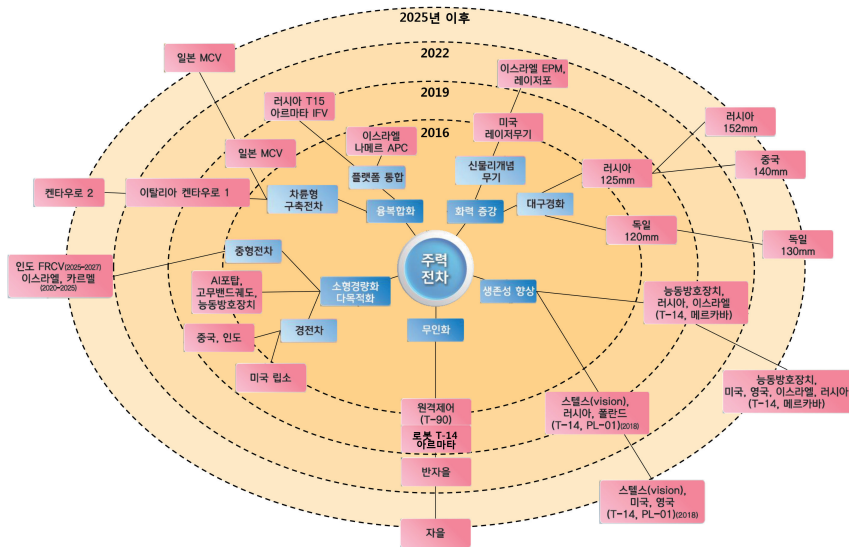 2025년 이후
2022
2019
2016
일본 MCV
이스라엘 EPM,
레이저포
러시아 T15
아르마타 IFV
미국
레이저무기
러시아
152mm
이스라엘
나메르 APC
일본 MCV
중국
140mm
신물리개념
무기
러시아
125mm
플랫폼 통합
켄타우로 2
이탈리아 켄타우로 1
차륜형
구축전차
대구경화
융복합화
화력 증강
독일
120mm
독일
130mm
중형전차
주력
전차
인도 FRCV(2025-2027)
이스라엘, 카르멜
(2020-2025)
AI포탑,
고무밴드궤도,
능동방호장치
소형경량화
다목적화
생존성 향상
능동방호장치,
러시아, 이스라엘
(T-14, 메르카바)
중국, 인도
경전차
무인화
미국 립소
능동방호장치,
미국, 영국, 이스라엘, 러시아
(T-14, 메르카바)
원격제어
(T-90)
스텔스(vision),
러시아, 폴란드
(T-14, PL-01)(2018)
로봇 T-14
아르마타
반자율
스텔스(vision),
미국, 영국
(T-14, PL-01)(2018)
자율